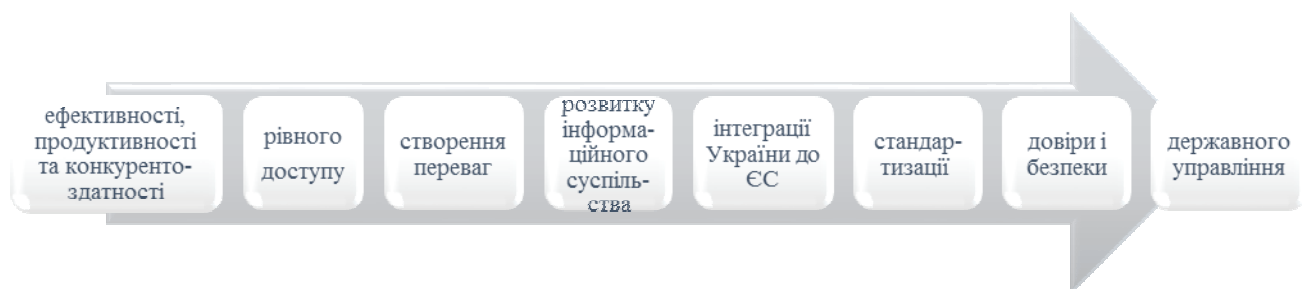 ефективності,
продуктивності
та конкуренто-
здатності
рівного
доступу
створення
переваг
розвитку
інформа-
ційного
суспіль-
ства
інтеграції
України до
ЄС
стандар-
тизації
довіри і
безпеки
державного
управління